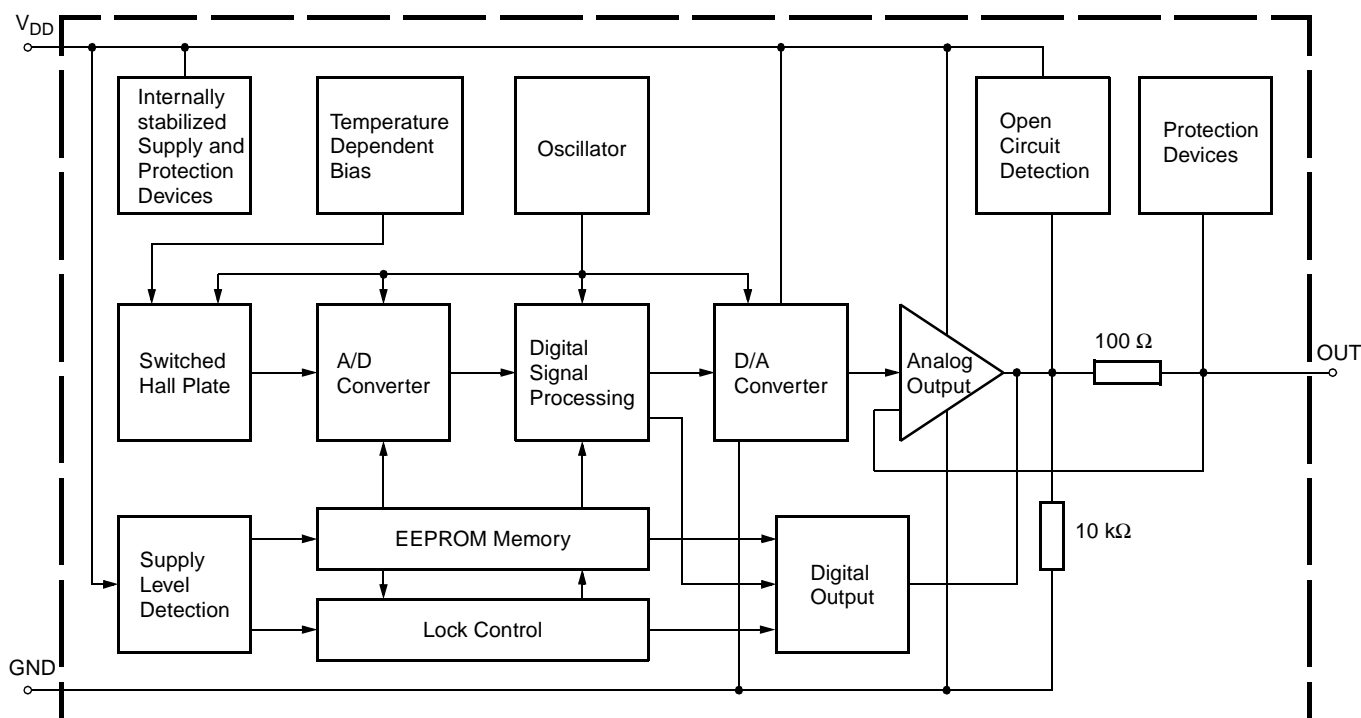 V_DD
Internally
stabilized
Supply and
Protection
Devices
Temperature
Dependent
Bias
Oscillator
Open
Circuit
Detection
Protection
Devices
Switched
Hall Plate
A/D
Converter
Digital
Signal
Processing
D/A
Converter
Analog
Output
100 Ω
OUT
EEPROM Memory
10 kΩ
Supply
Level
Detection
Digital
Output
Lock Control
GND